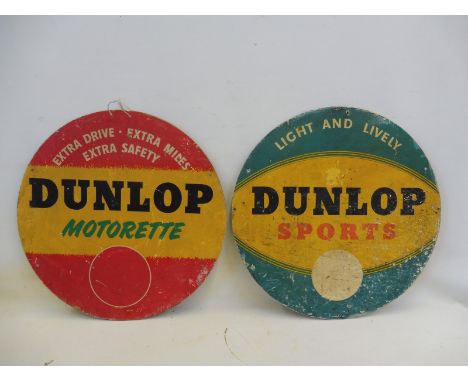 EXTRA DRIVE · EXTRA MILES
EXTRA SAFETY
DUNLOP
MOTORETTE
LIGHT AND LIVELY
DUNLOP
SPORTS